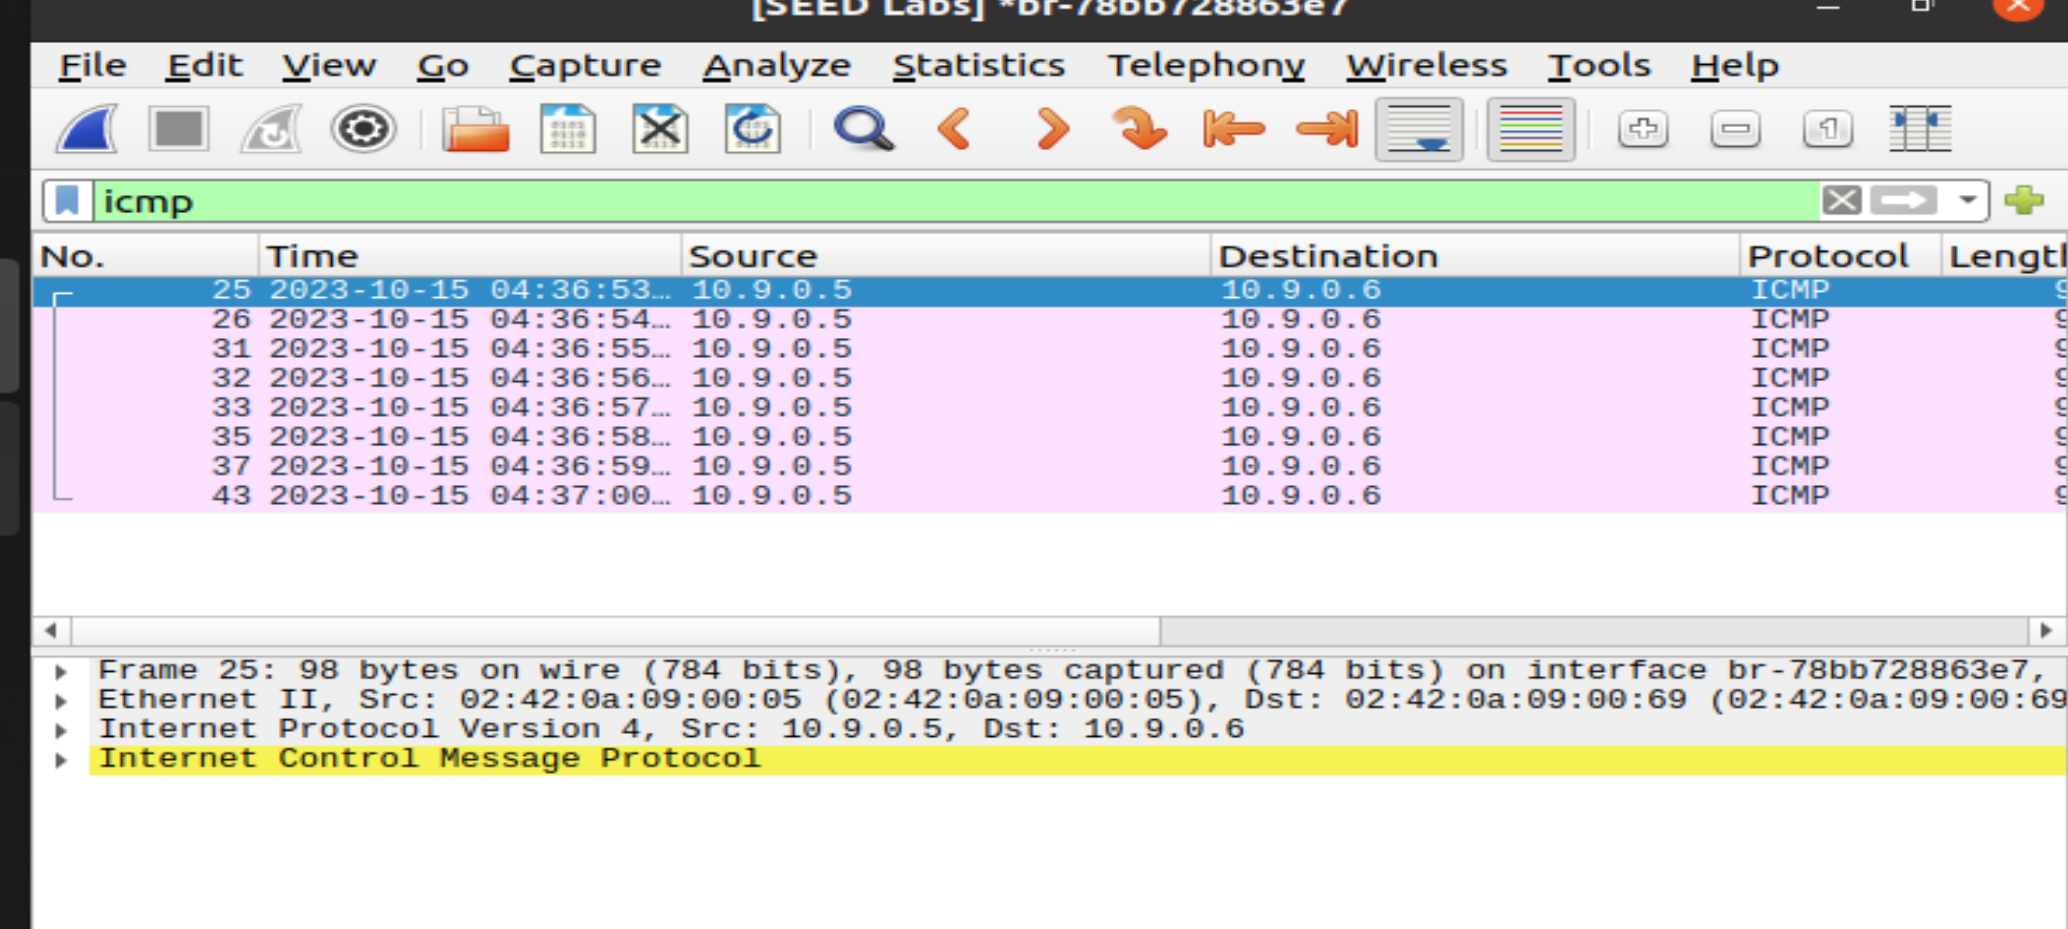 [SEED Labs] *br-78bb728863e7
File Edit View Go Capture Analyze Statistics Telephony Wireless Tools Help
icmp
No. Time Source Destination Protocol Lengt
25 2023-10-15 04:36:53… 10.9.0.5 10.9.0.6 ICMP 9
26 2023-10-15 04:36:54… 10.9.0.5 10.9.0.6 ICMP 9
31 2023-10-15 04:36:55… 10.9.0.5 10.9.0.6 ICMP 9
32 2023-10-15 04:36:56… 10.9.0.5 10.9.0.6 ICMP 9
33 2023-10-15 04:36:57… 10.9.0.5 10.9.0.6 ICMP 9
35 2023-10-15 04:36:58… 10.9.0.5 10.9.0.6 ICMP 9
37 2023-10-15 04:36:59… 10.9.0.5 10.9.0.6 ICMP 9
43 2023-10-15 04:37:00… 10.9.0.5 10.9.0.6 ICMP 9
Frame 25: 98 bytes on wire (784 bits), 98 bytes captured (784 bits) on interface br-78bb728863e7,
Ethernet II, Src: 02:42:0a:09:00:05 (02:42:0a:09:00:05), Dst: 02:42:0a:09:00:69 (02:42:0a:09:00:69
Internet Protocol Version 4, Src: 10.9.0.5, Dst: 10.9.0.6
Internet Control Message Protocol